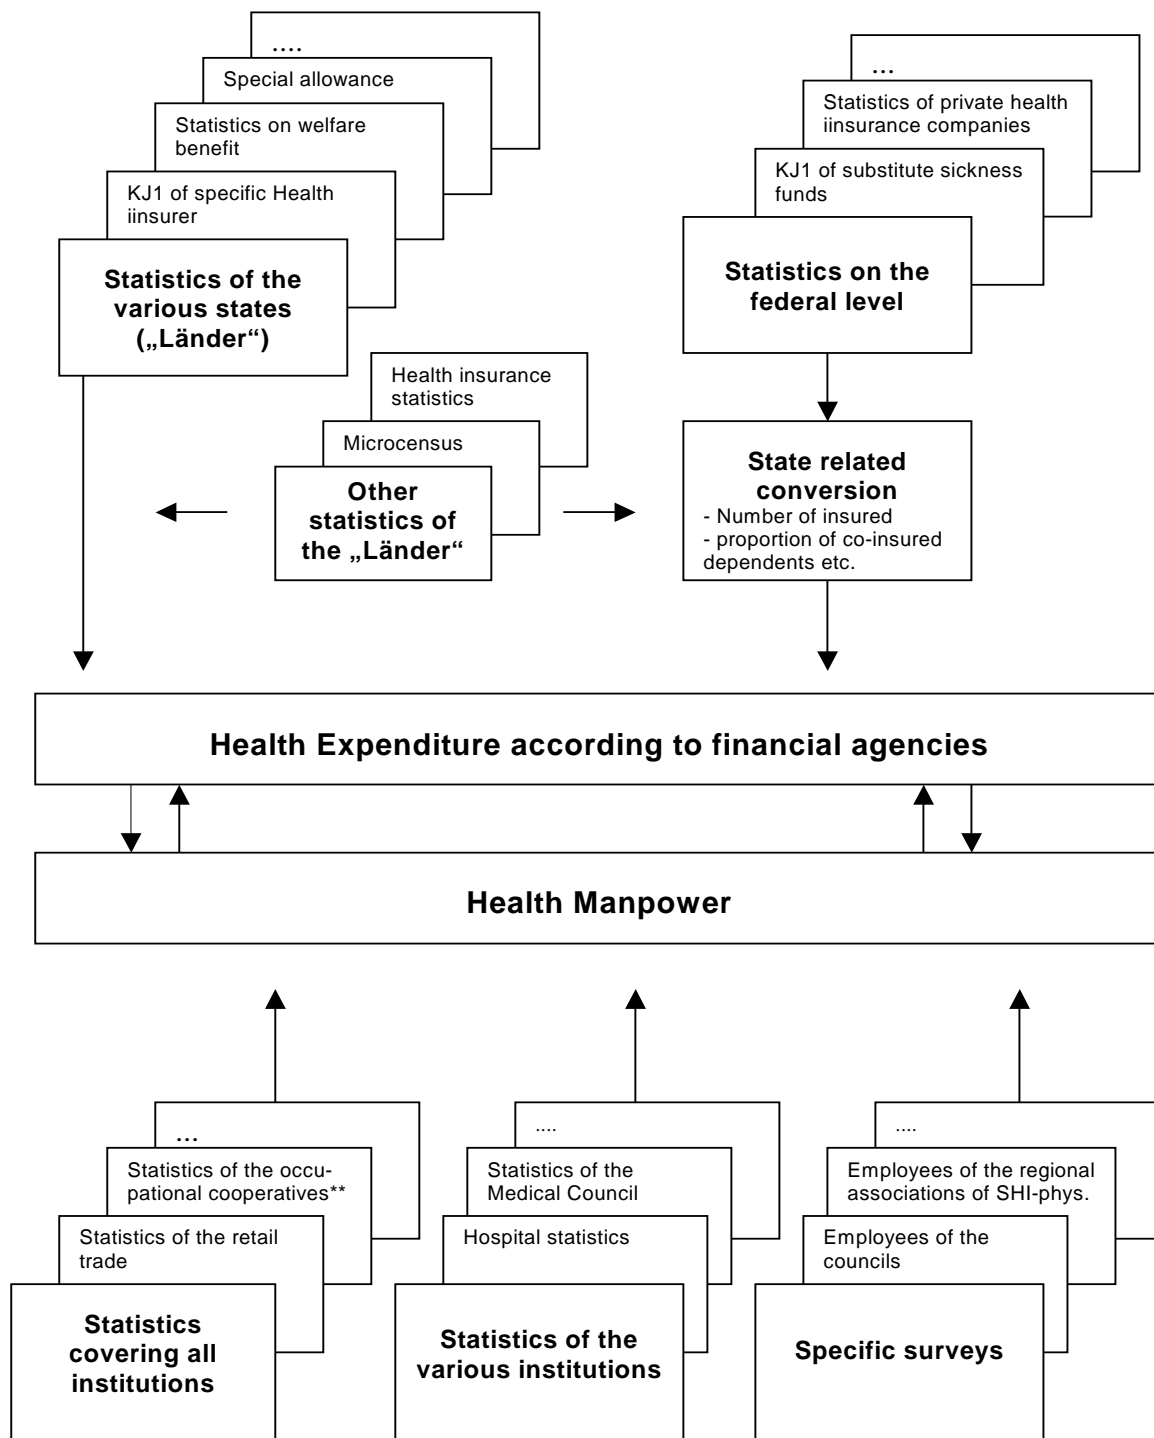 ....
Special allowance
Statistics on welfare
benefit
KJ1 of specific Health
iinsurer
Statistics of the
various states
(„Länder“)
...
Statistics of private health
iinsurance companies
KJ1 of substitute sickness
funds
Statistics on the
federal level
Health insurance
statistics
Microcensus
Other
statistics of
the „Länder“
State related
conversion
- Number of insured
- proportion of co-insured
dependents etc.
Health Expenditure according to financial agencies
Health Manpower
...
Statistics of the occu-
pational cooperatives**
Statistics of the retail
trade
Statistics
covering all
institutions
....
Statistics of the
Medical Council
Hospital statistics
Statistics of the
various institutions
....
Employees of the regional
associations of SHI-phys.
Employees of the
councils
Specific surveys